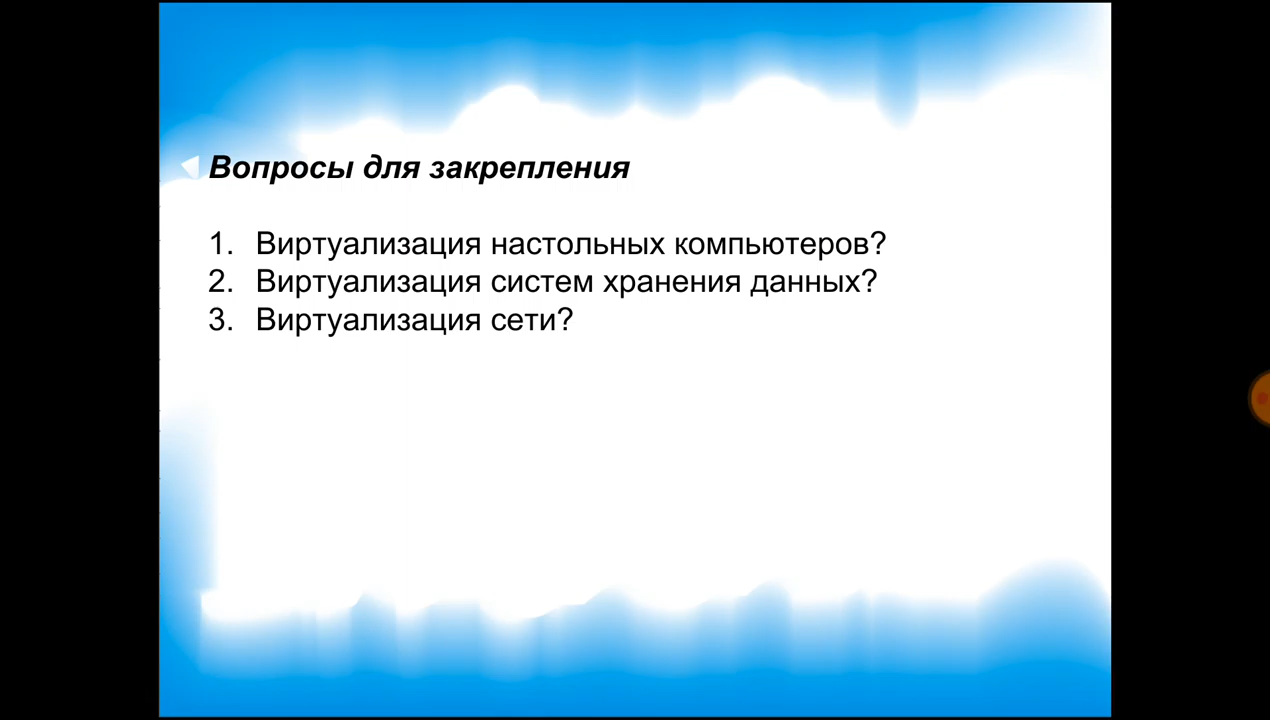 Вопросы для закрепления
1. Виртуализация настольных компьютеров?
2. Виртуализация систем хранения данных?
3. Виртуализация сети?